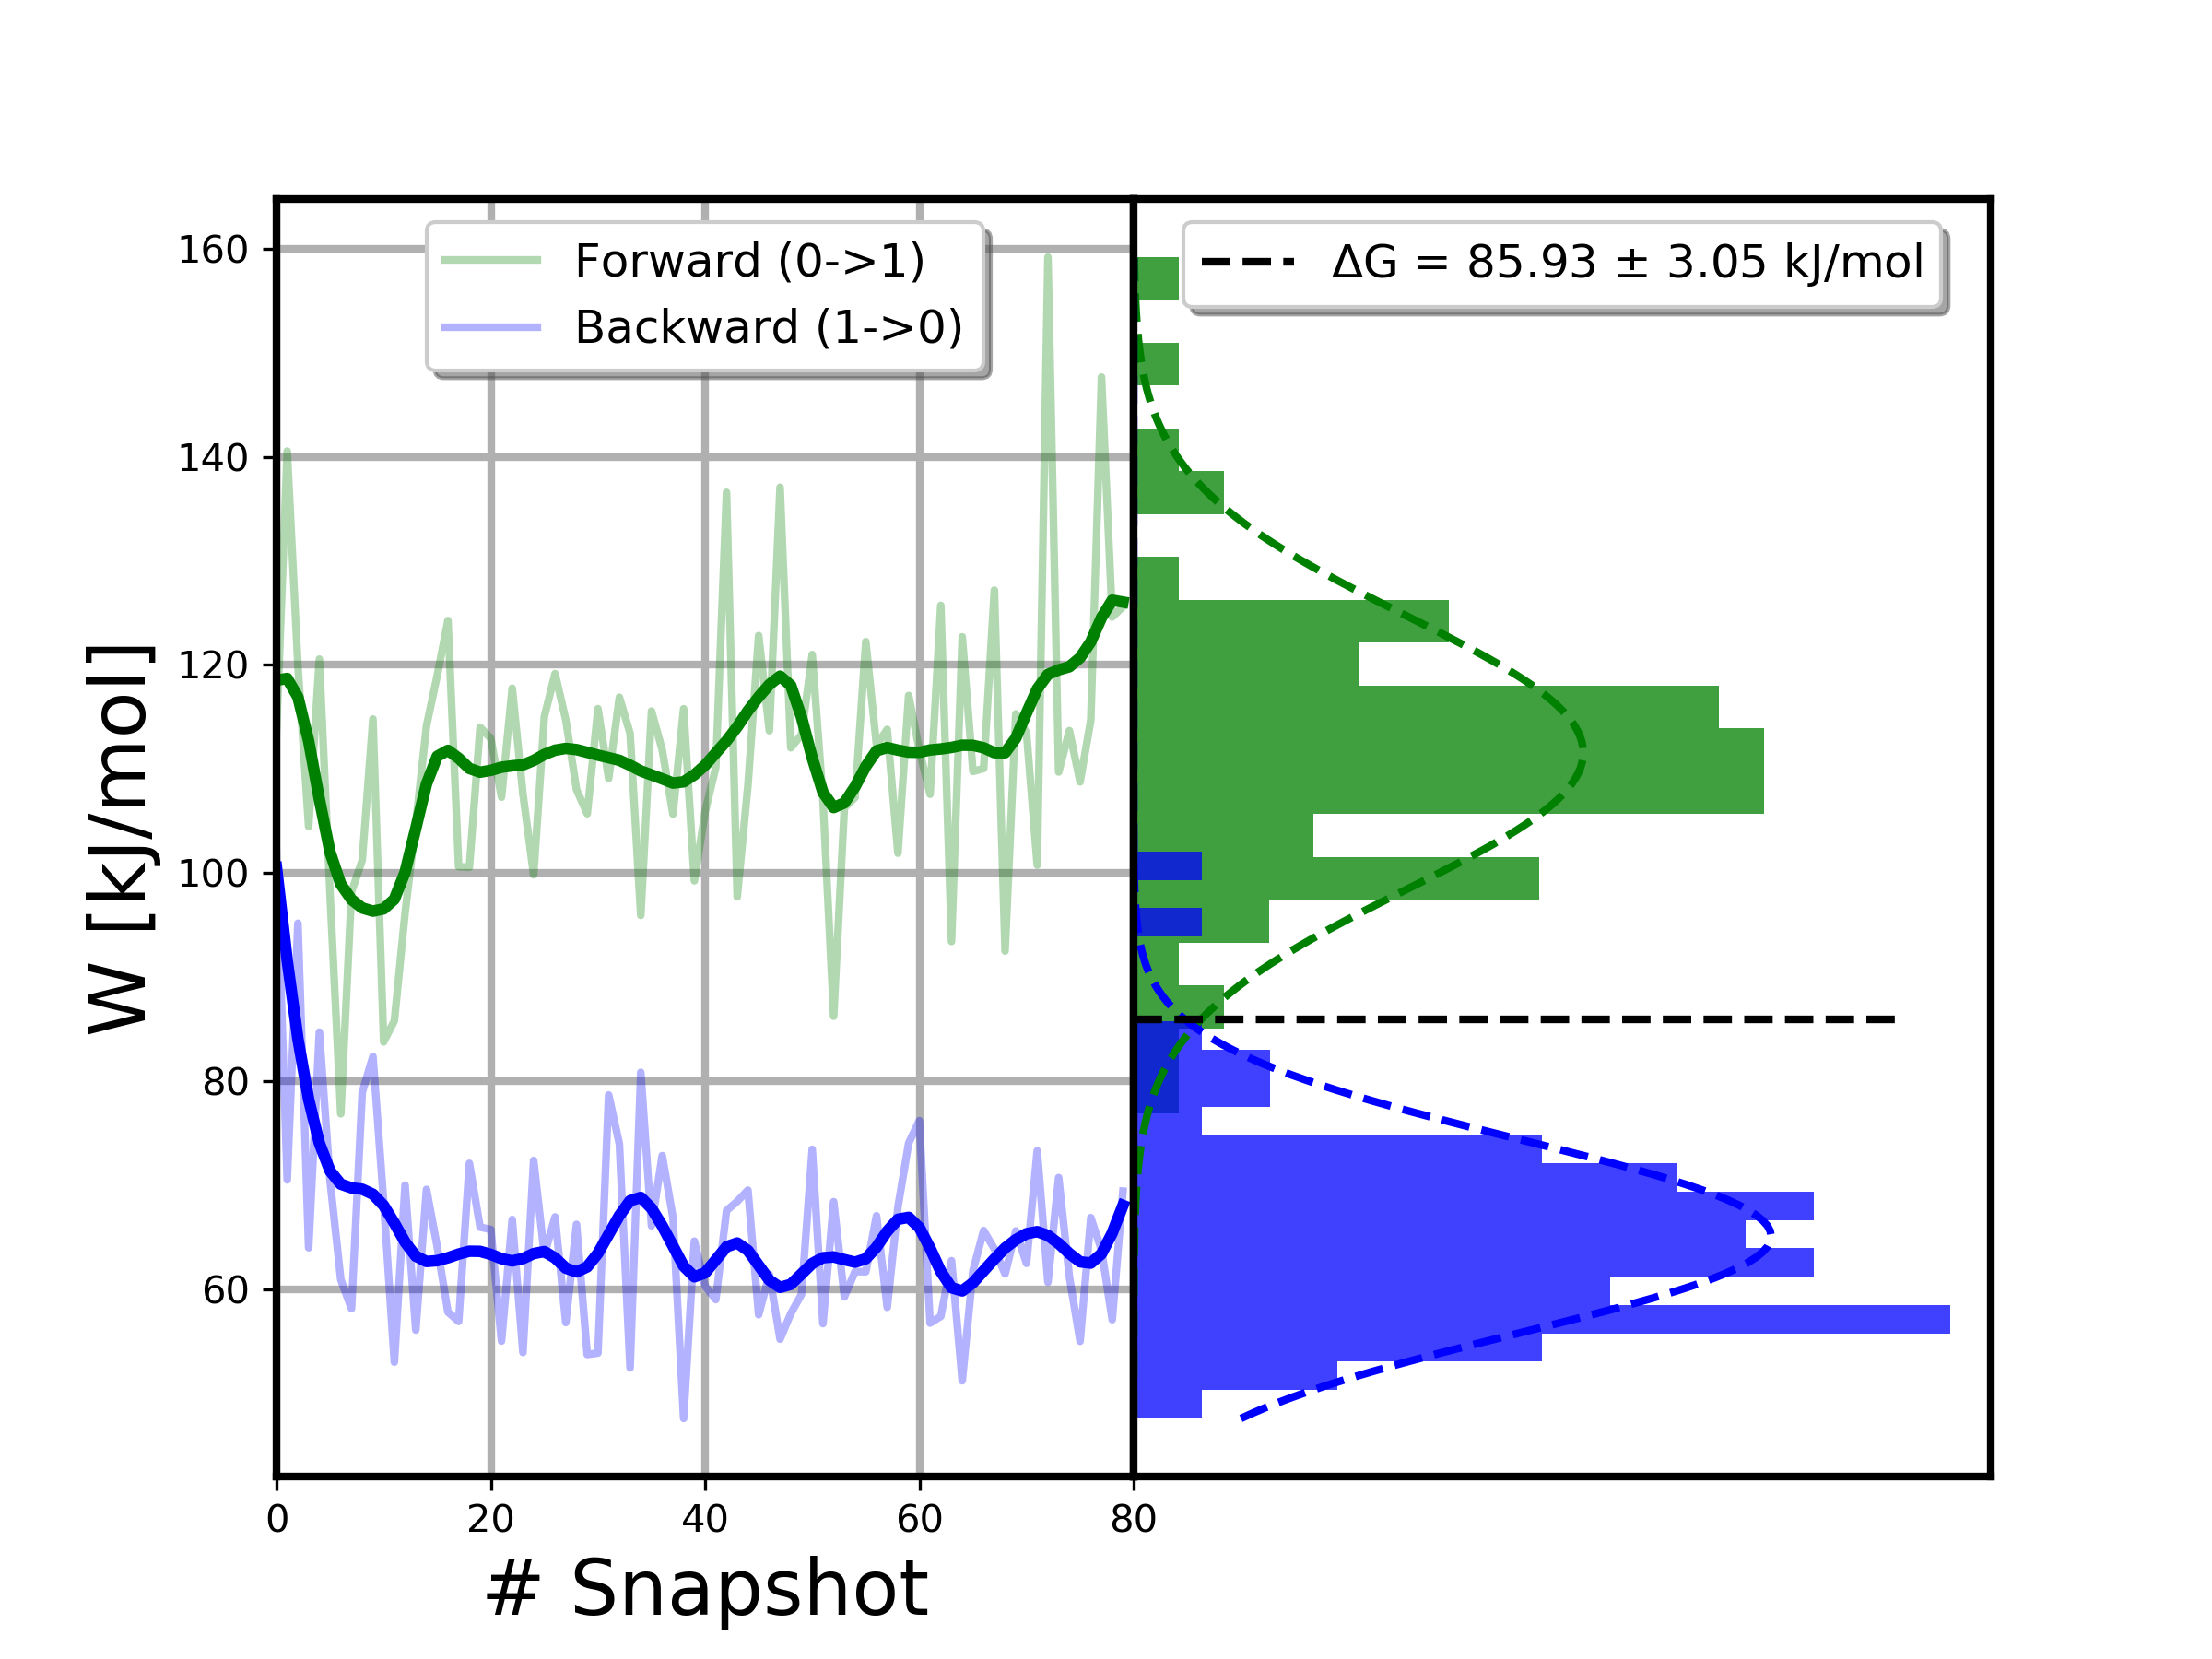 Forward (0->1)
Backward (1->0)
ΔG = 85.93 ± 3.05 kJ/mol
160
140
120
100
80
60
W [kJ/mol]
0 20 40 60 80
# Snapshot